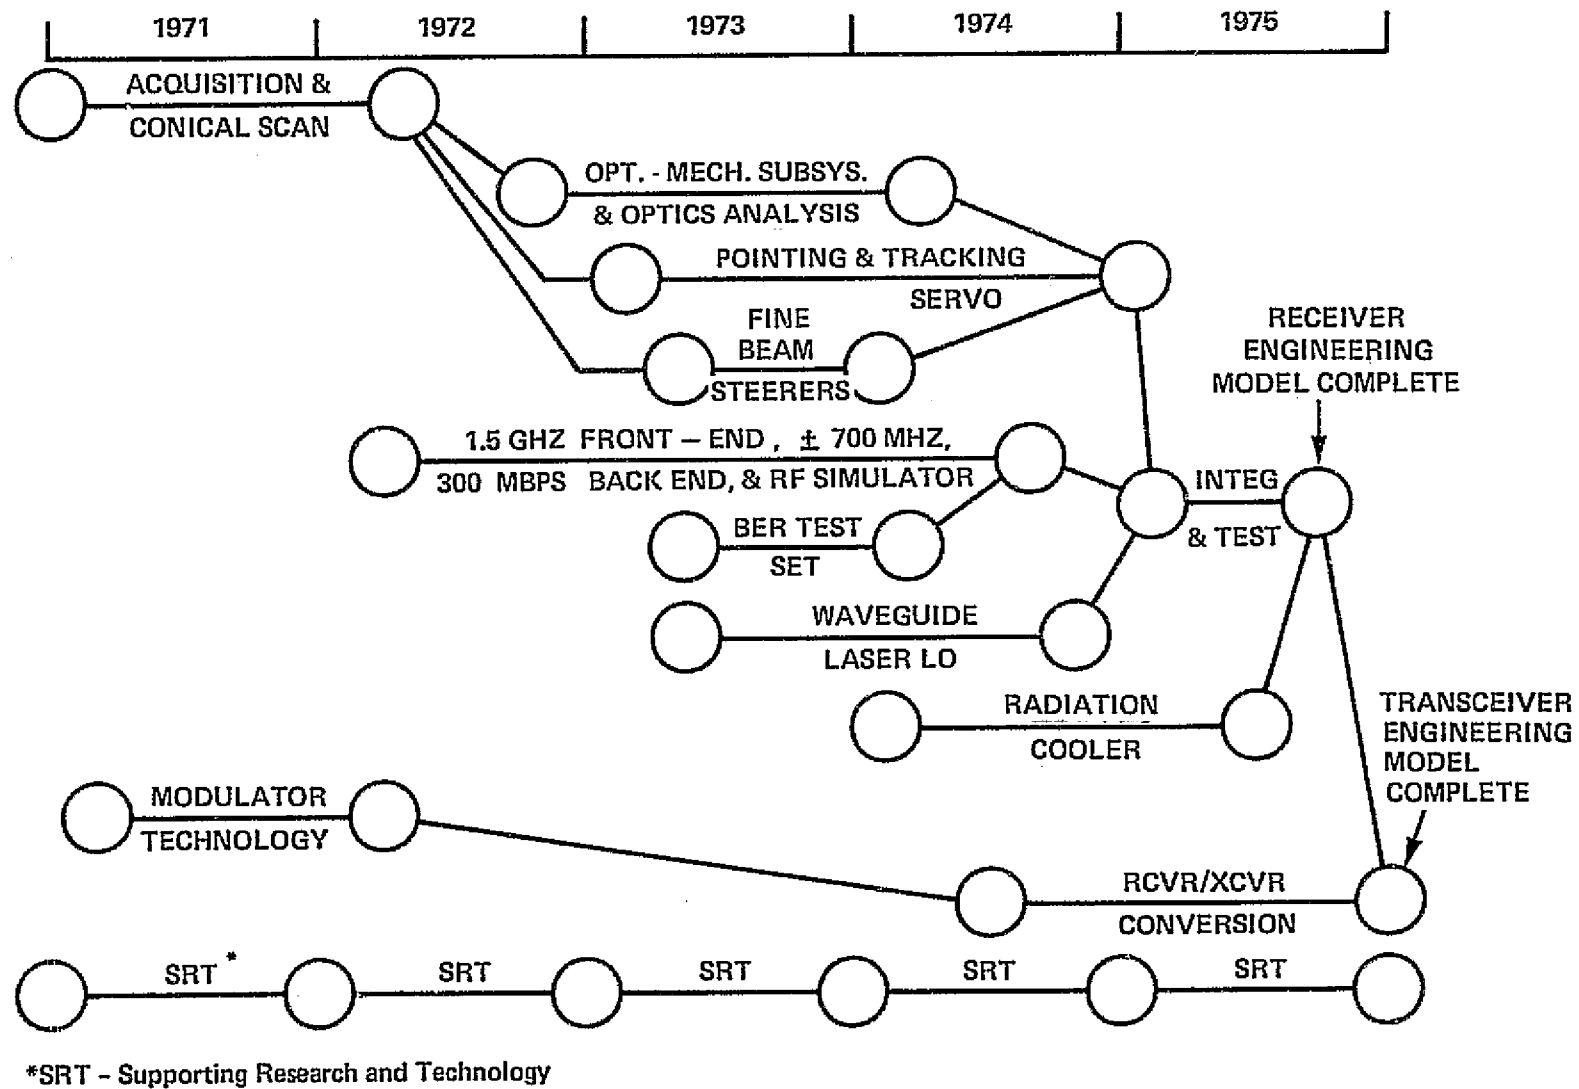 1971 1972 1973 1974 1975
ACQUISITION &
CONICAL SCAN
OPT. - MECH. SUBSYS.
& OPTICS ANALYSIS
POINTING & TRACKING
SERVO
FINE
BEAM
STEERERS
RECEIVER
ENGINEERING
MODEL COMPLETE
1.5 GHZ FRONT – END , ± 700 MHZ,
300 MBPS BACK END, & RF SIMULATOR
INTEG
& TEST
BER TEST
SET
WAVEGUIDE
LASER LO
RADIATION
COOLER
TRANSCEIVER
ENGINEERING
MODEL
COMPLETE
MODULATOR
TECHNOLOGY
RCVR/XCVR
CONVERSION
SRT * SRT SRT SRT SRT
*SRT – Supporting Research and Technology